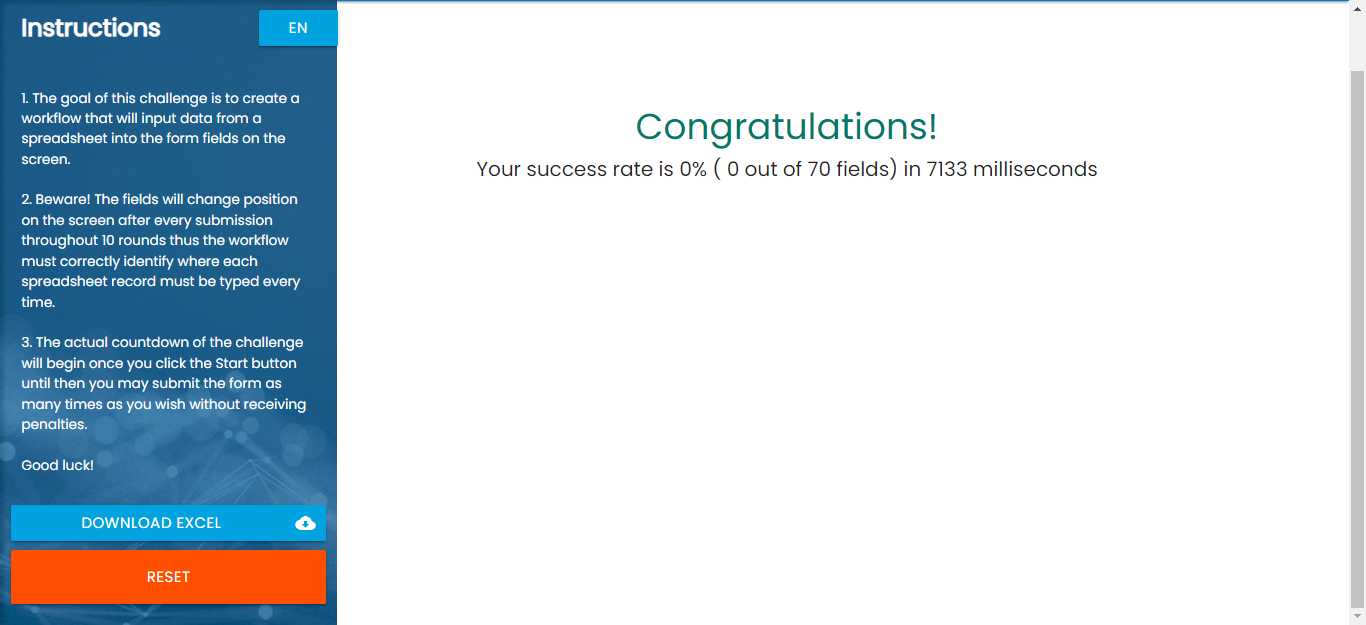 Instructions
EN
1. The goal of this challenge is to create a
workflow that will input data from a
spreadsheet into the form fields on the
screen.
2. Beware! The fields will change position
on the screen after every submission
throughout 10 rounds thus the workflow
must correctly identify where each
spreadsheet record must be typed every
time.
3. The actual countdown of the challenge
will begin once you click the Start button
until then you may submit the form as
many times as you wish without receiving
penalties.
Good luck!
DOWNLOAD EXCEL
RESET
Congratulations!
Your success rate is 0% ( 0 out of 70 fields) in 7133 milliseconds